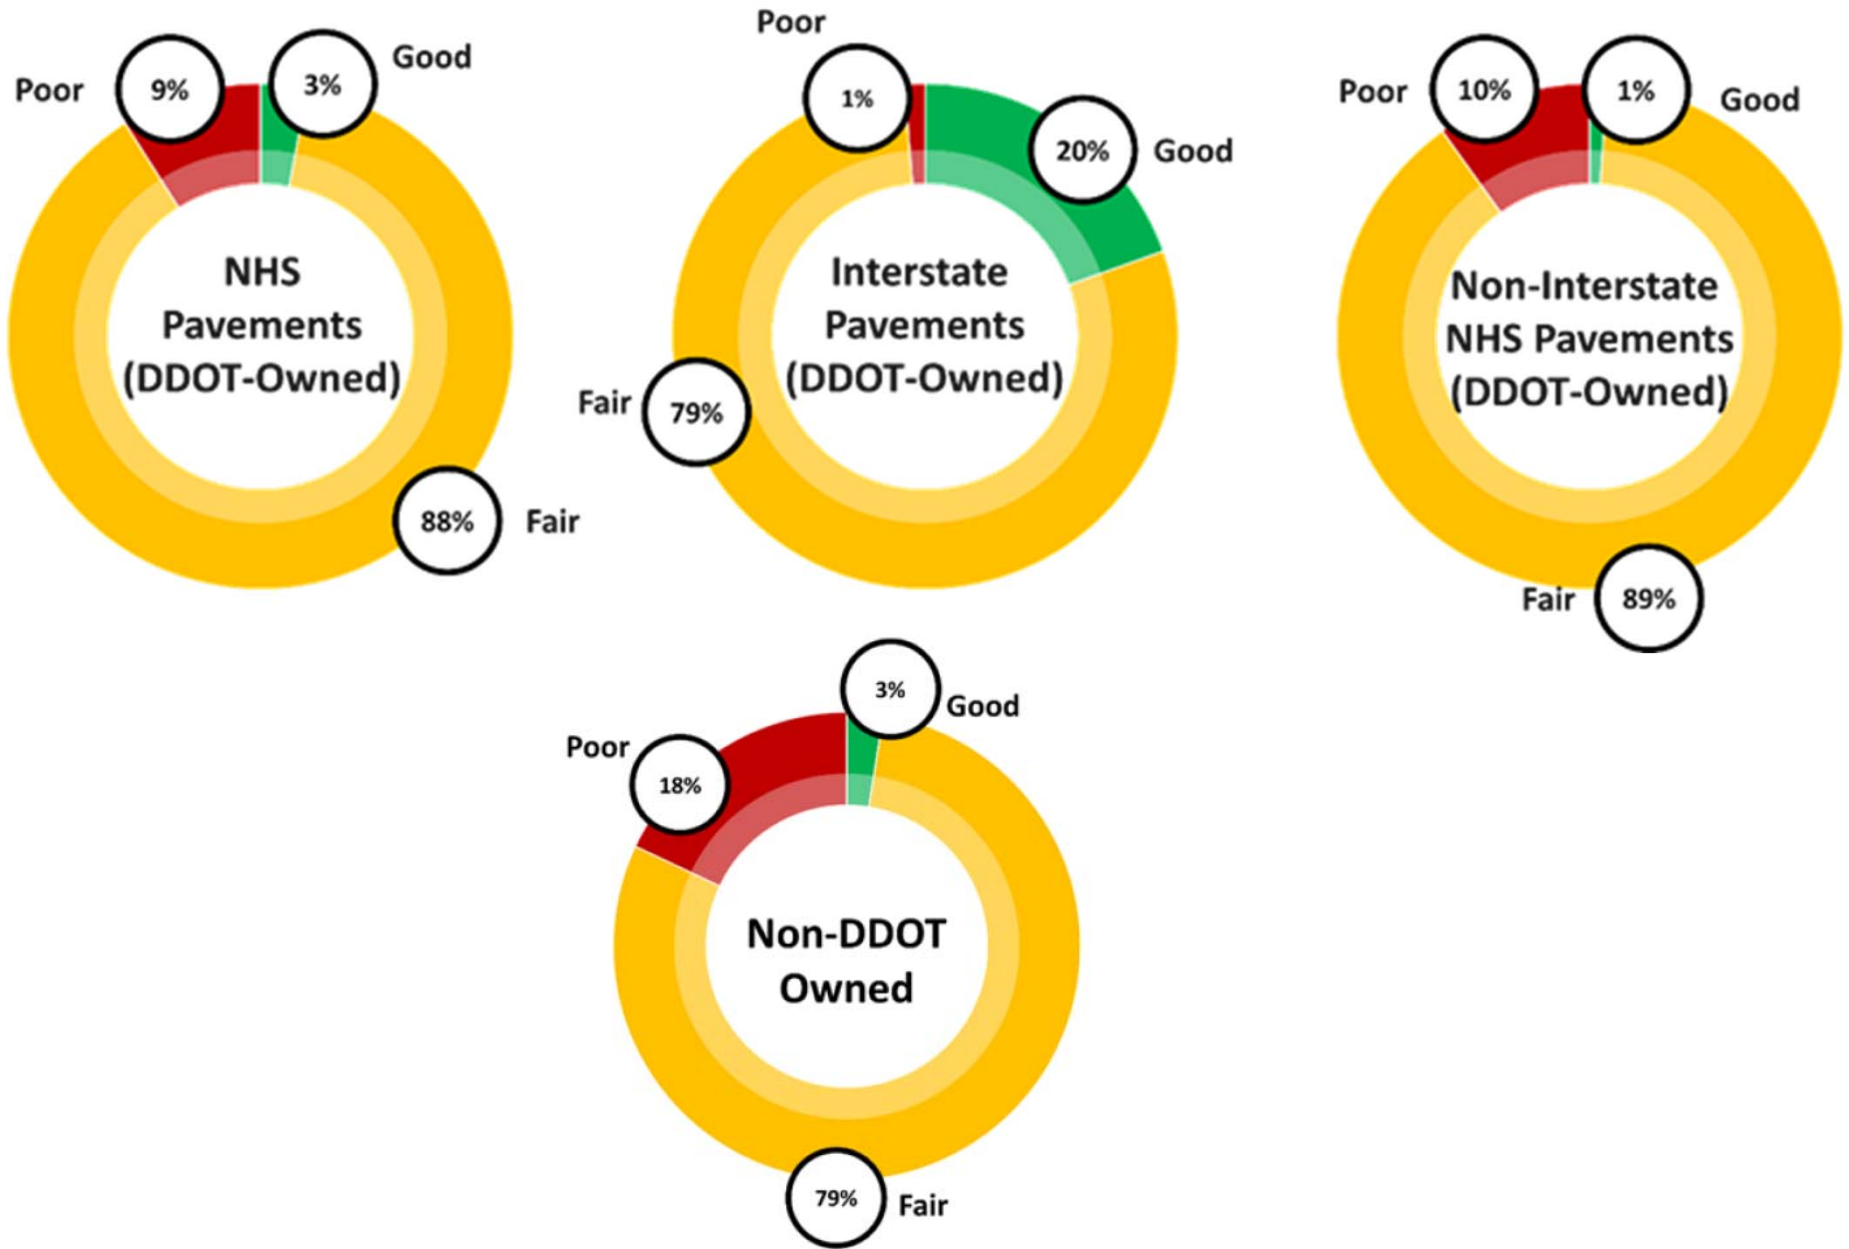 Poor
9%
3%
Good
NHS
Pavements
(DDOT-Owned)
88%
Fair
Poor
1%
20%
Good
Interstate
Pavements
(DDOT-Owned)
Fair
79%
Poor
10%
1%
Good
Non-Interstate
NHS Pavements
(DDOT-Owned)
Fair
89%
3%
Good
Poor
18%
Non-DDOT
Owned
79%
Fair